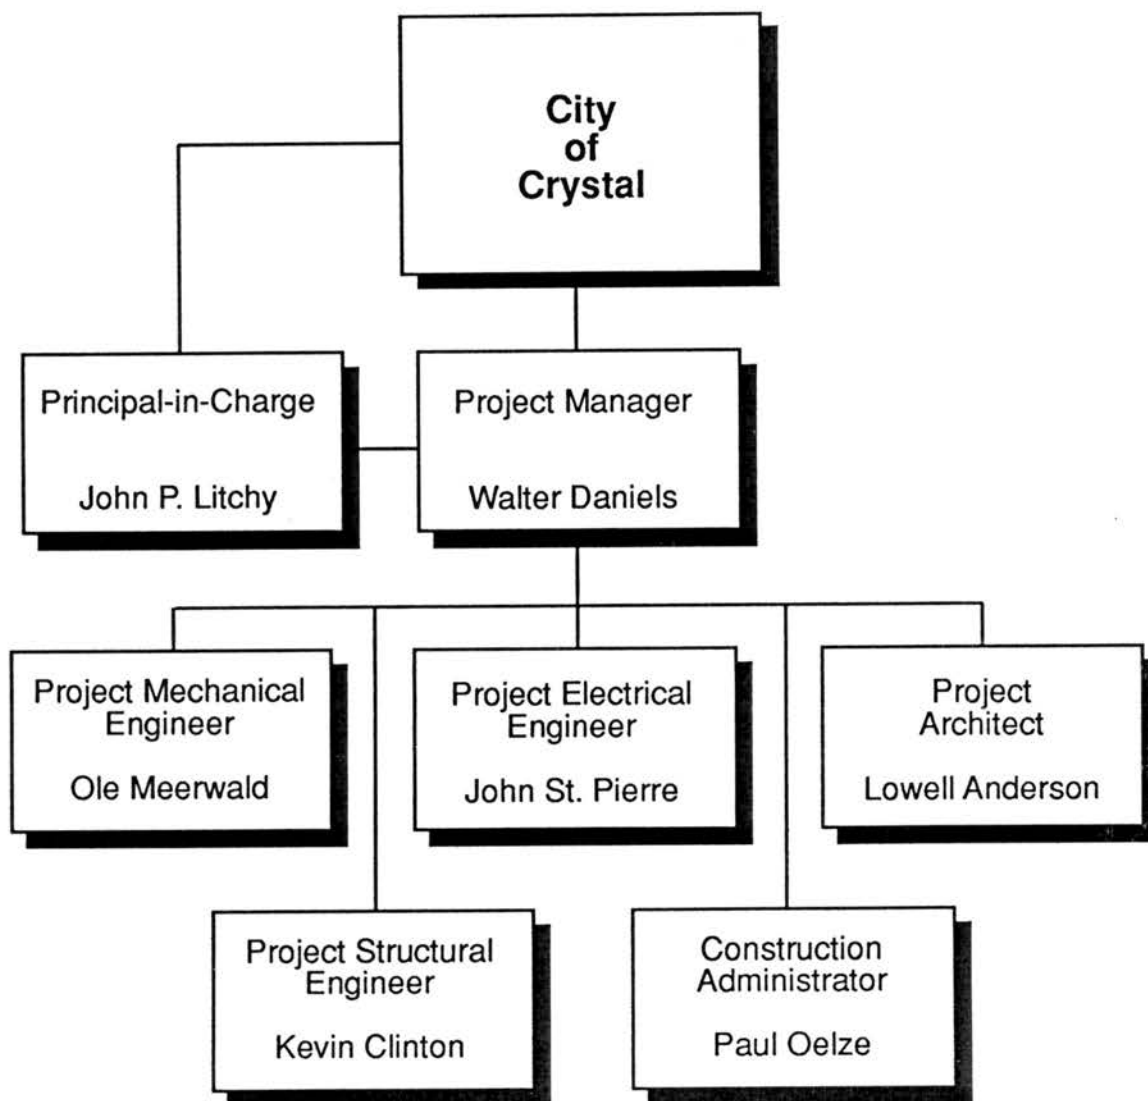 City
of
Crystal
Principal-in-Charge
John P. Litchy
Project Manager
Walter Daniels
Project Mechanical
Engineer
Ole Meerwald
Project Electrical
Engineer
John St. Pierre
Project
Architect
Lowell Anderson
Project Structural
Engineer
Kevin Clinton
Construction
Administrator
Paul Oelze